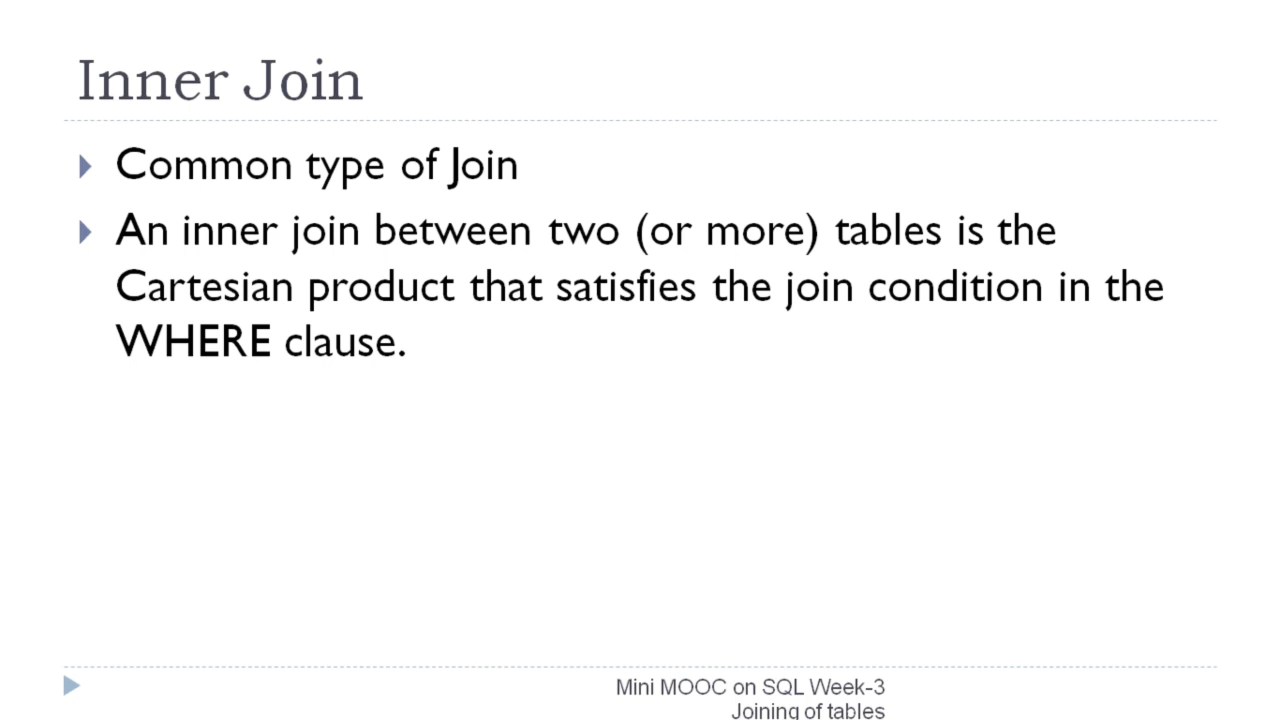 Inner Join
Common type of Join
An inner join between two (or more) tables is the
Cartesian product that satisfies the join condition in the
WHERE clause.
Mini MOOC on SQL Week-3
Joining of tables